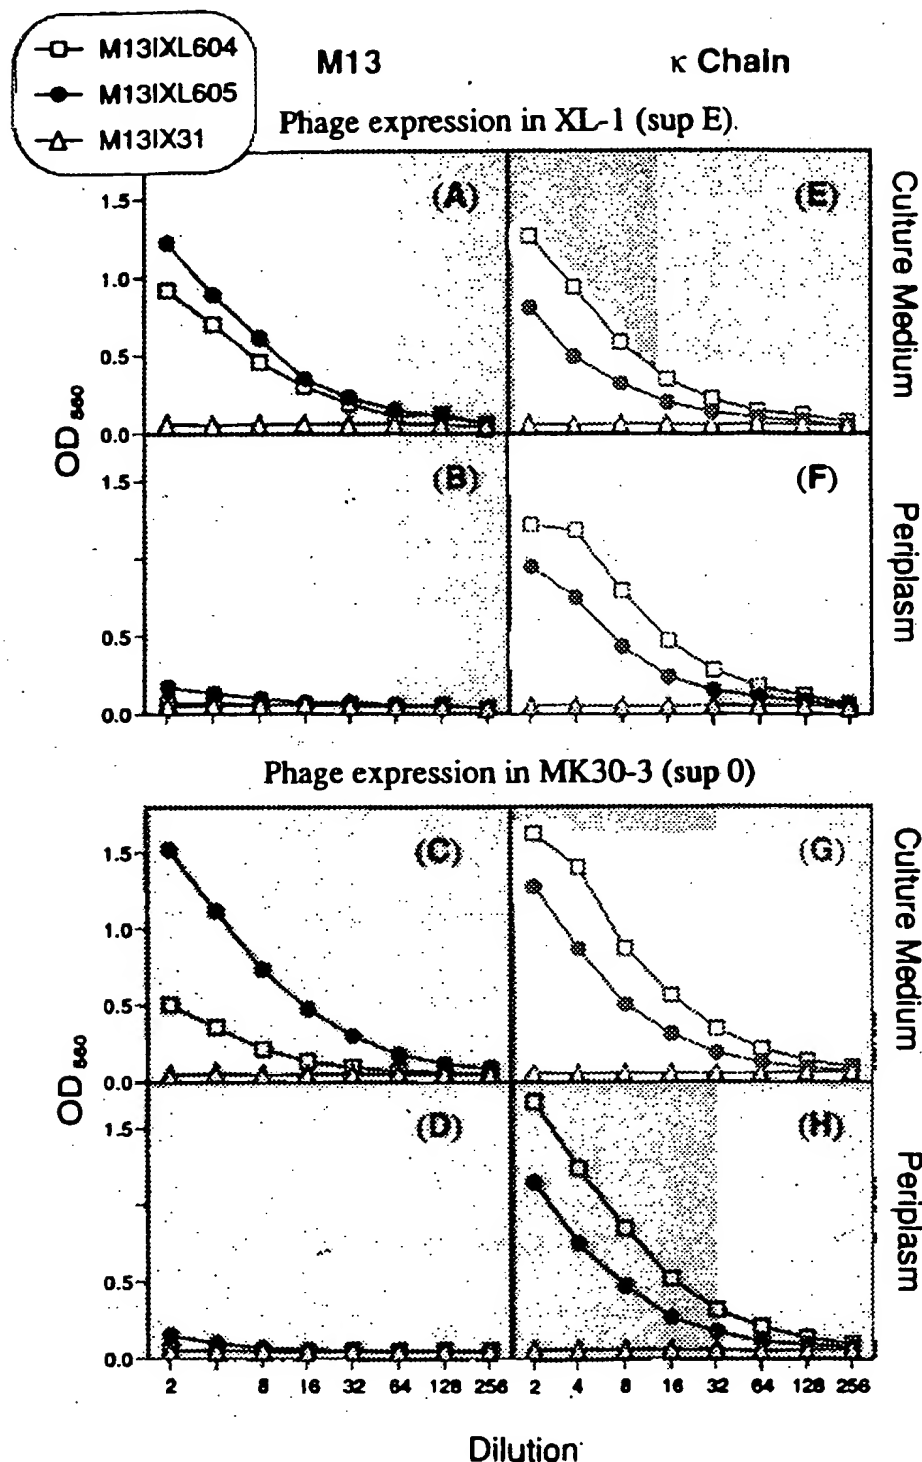 M13IXL604
M13IXL605
M13IX31
M13
κ Chain
Phage expression in XL-1 (sup E)
1.5
1.0
0.5
0.0
(A)
(E)
Culture Medium
OD560
1.5
0.5
0.0
(B)
(F)
Periplasm
Phage expression in MK30-3 (sup 0)
1.5
1.0
0.5
0.0
(C)
(G)
Culture Medium
OD560
1.5
0.5
0.0
(D)
(H)
Periplasm
2 8 16 32 64 128 256
2 4 8 16 32 64 128 256
Dilution